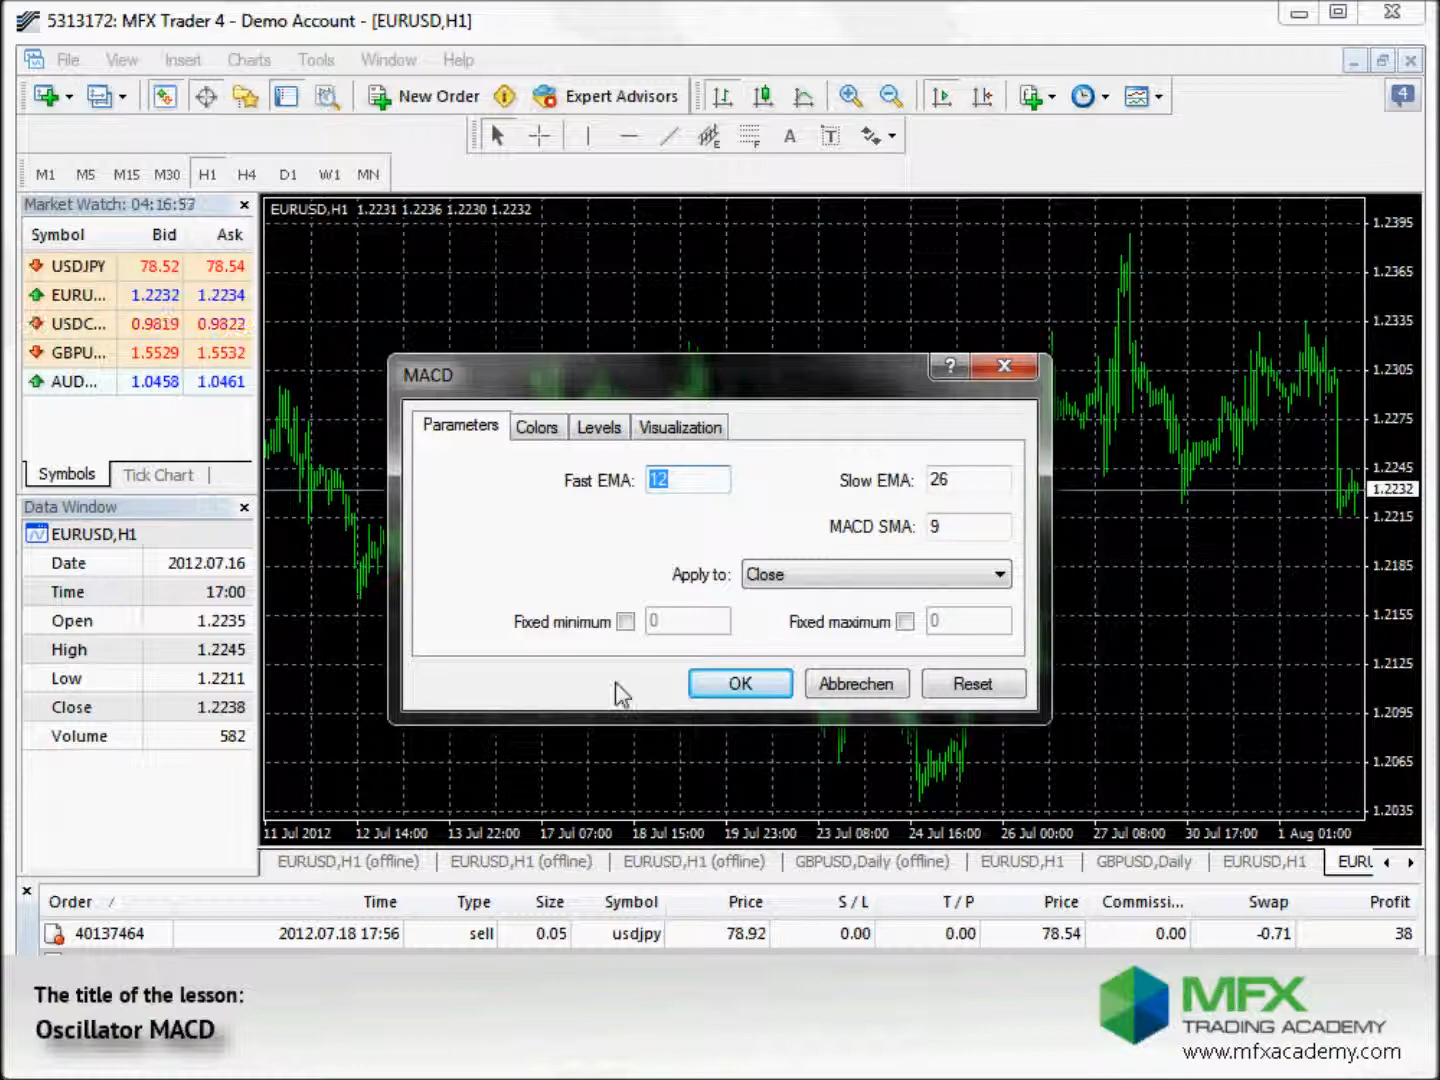 5313172: MFX Trader 4 - Demo Account - [EURUSD,H1]
File View Insert Charts Tools Window Help
New Order Expert Advisors 4
E F A T
M1 M5 M15 M30 H1 H4 D1 W1 MN
Market Watch: 04:16:57
Symbol Bid Ask
USDJPY 78.52 78.54
EURU... 1.2232 1.2234
USDC... 0.9819 0.9822
GBPU... 1.5529 1.5532
AUD... 1.0458 1.0461
Symbols Tick Chart
Data Window
EURUSD,H1
Date 2012.07.16
Time 17:00
Open 1.2235
High 1.2245
Low 1.2211
Close 1.2238
Volume 582
EURUSD,H1 1.2231 1.2236 1.2230 1.2232
1.2395
1.2365
1.2335
1.2305
1.2275
1.2245
1.2232
1.2215
1.2185
1.2155
1.2125
1.2095
1.2065
1.2035
MACD
Parameters Colors Levels Visualization
Fast EMA: 12 Slow EMA: 26
MACD SMA: 9
Apply to: Close
Fixed minimum 0 Fixed maximum 0
OK Abbrechen Reset
11 Jul 2012 12 Jul 14:00 13 Jul 22:00 17 Jul 07:00 18 Jul 15:00 19 Jul 23:00 23 Jul 08:00 24 Jul 16:00 26 Jul 00:00 27 Jul 08:00 30 Jul 17:00 1 Aug 01:00
EURUSD,H1 (offline) EURUSD,H1 (offline) EURUSD,H1 (offline) GBPUSD,Daily (offline) EURUSD,H1 GBPUSD,Daily EURUSD,H1 EURU
Order / Time Type Size Symbol Price S / L T / P Price Commissi... Swap Profit
40137464 2012.07.18 17:56 sell 0.05 usdjpy 78.92 0.00 0.00 78.54 0.00 -0.71 38
The title of the lesson:
Oscillator MACD
MFX
TRADING ACADEMY
www.mfxacademy.com